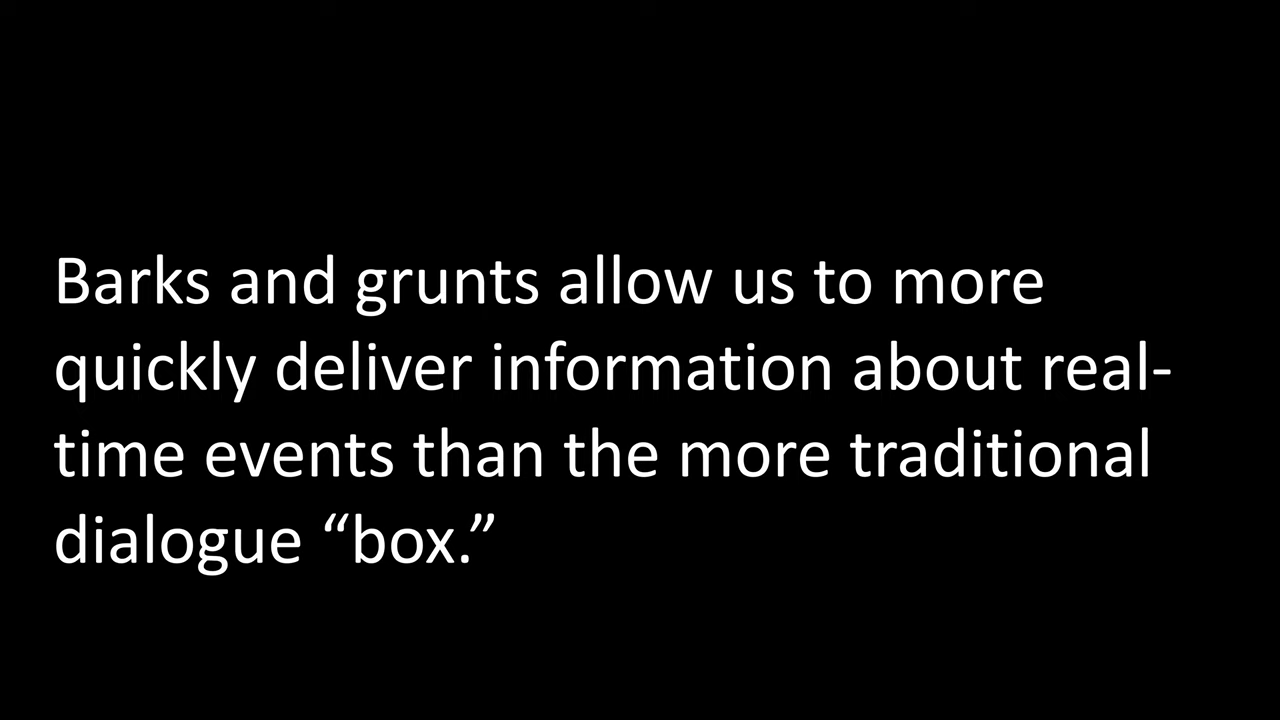 Barks and grunts allow us to more
quickly deliver information about real-
time events than the more traditional
dialogue “box.”